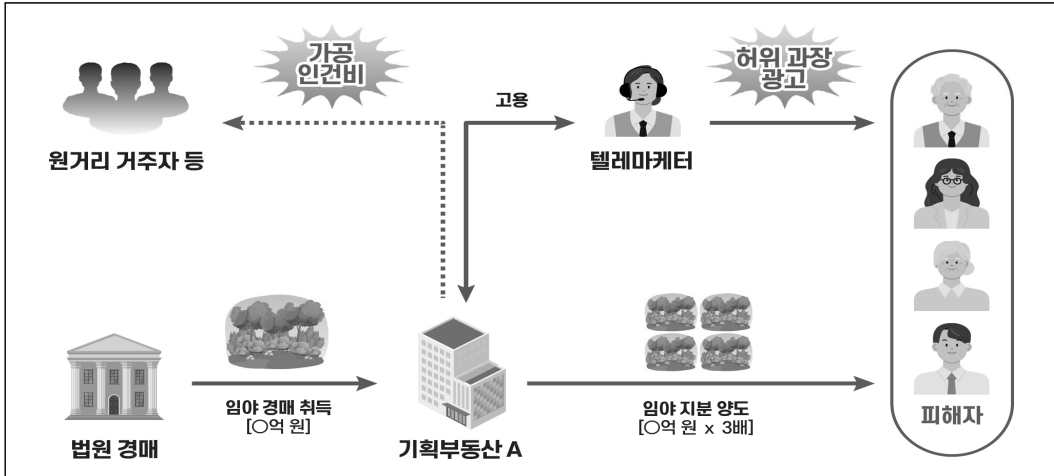 가공
인건비
허위 과장
광고
고용
원거리 거주자 등
텔레마케터
임야 경매 취득
[○억 원]
임야 지분 양도
[○억 원 x 3배]
법원 경매
기획부동산 A
피해자